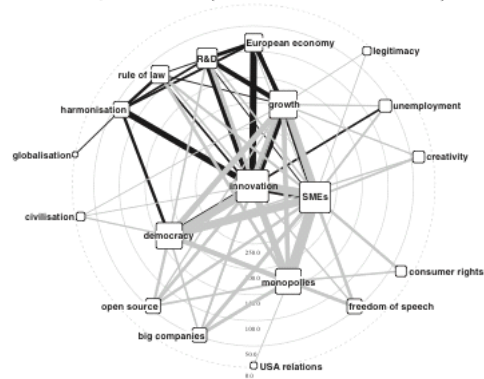 European economy
legitimacy
R&D
rule of law
growth
unemployment
harmonisation
creativity
globalisation
innovation
SMEs
civilisation
democracy
monopolies
consumer rights
open source
freedom of speech
big companies
USA relations